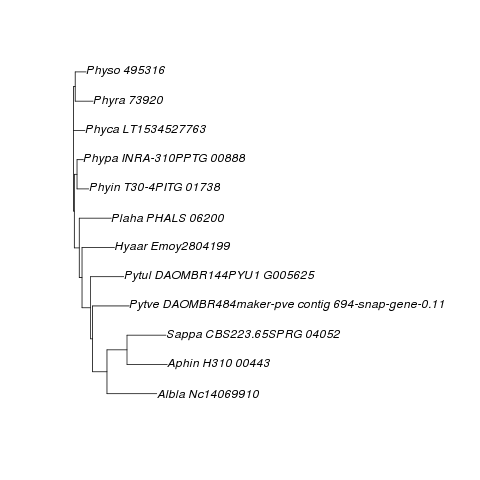 Physo 495316
Phyra 73920
Phyca LT1534527763
Phypa INRA-310PPTG 00888
Phyin T30-4PITG 01738
Plaha PHALS 06200
Hyaar Emoy2804199
Pytul DAOMBR144PYU1 G005625
Pytve DAOMBR484maker-pve contig 694-snap-gene-0.11
Sappa CBS223.65SPRG 04052
Aphin H310 00443
Albla Nc14069910